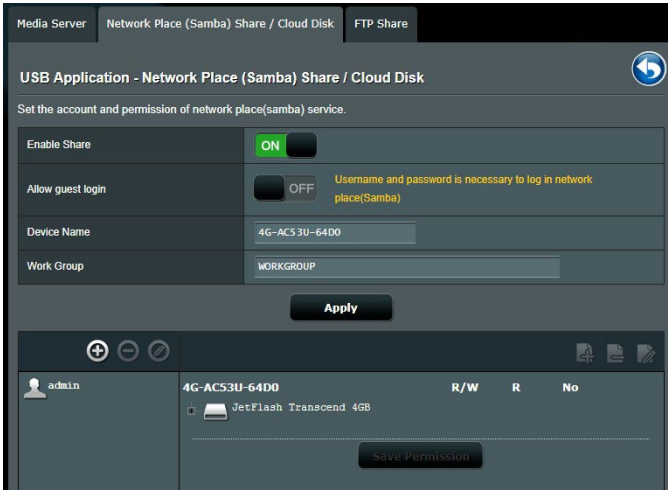 Media Server Network Place (Samba) Share / Cloud Disk FTP Share
USB Application - Network Place (Samba) Share / Cloud Disk
Set the account and permission of network place(samba) service.
Enable Share ON
Allow guest login OFF Username and password is necessary to log in network
place(Samba)
Device Name 4G-AC53U-64D0
Work Group WORKGROUP
Apply
admin 4G-AC53U-64D0 R/W R No
JetFlash Transcend 4GB
Save Permission